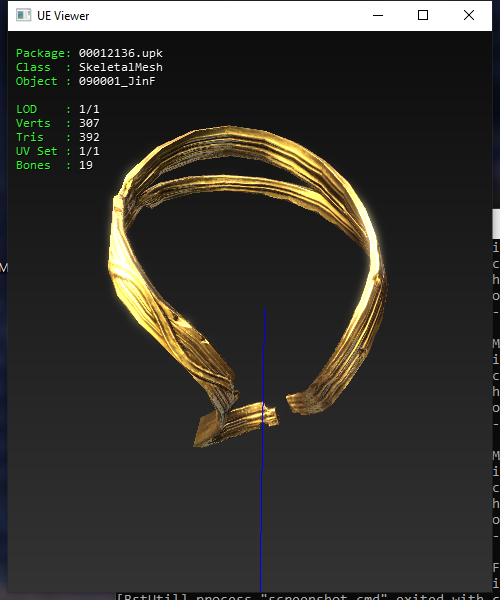 UE Viewer
Package: 00012136.upk
Class : SkeletalMesh
Object : 090001_JinF
LOD : 1/1
Verts : 307
Tris : 392
UV Set : 1/1
Bones : 19
M
i
c
h
o
-
M
i
c
h
o
-
M
i
c
h
o
-
F
i
[BstUtil] process "screenshot.cmd" exited with c